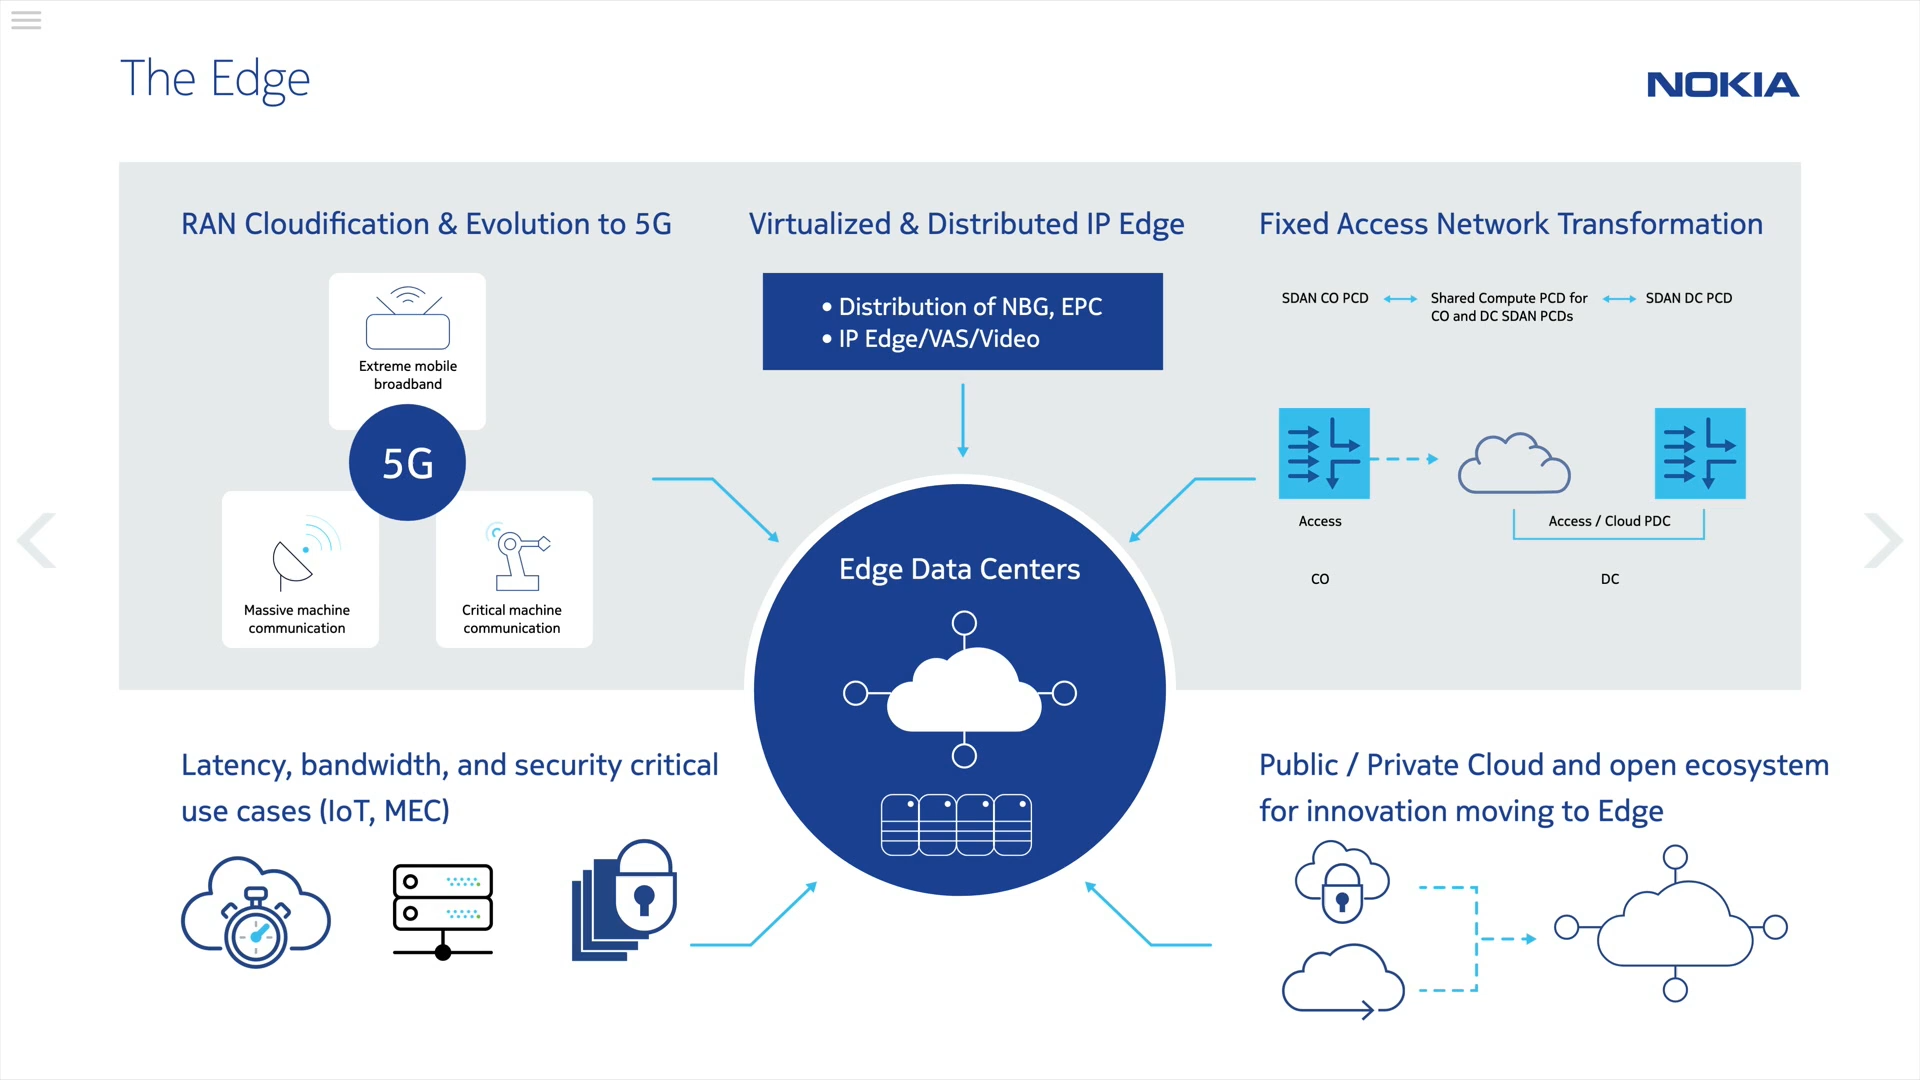 The Edge
NOKIA
RAN Cloudification & Evolution to 5G
Extreme mobile
broadband
5G
Massive machine
communication
Critical machine
communication
Virtualized & Distributed IP Edge
• Distribution of NBG, EPC
• IP Edge/VAS/Video
Fixed Access Network Transformation
SDAN CO PCD
Shared Compute PCD for
CO and DC SDAN PCDs
SDAN DC PCD
Access
Access / Cloud PDC
CO
DC
Edge Data Centers
Latency, bandwidth, and security critical
use cases (IoT, MEC)
Public / Private Cloud and open ecosystem
for innovation moving to Edge